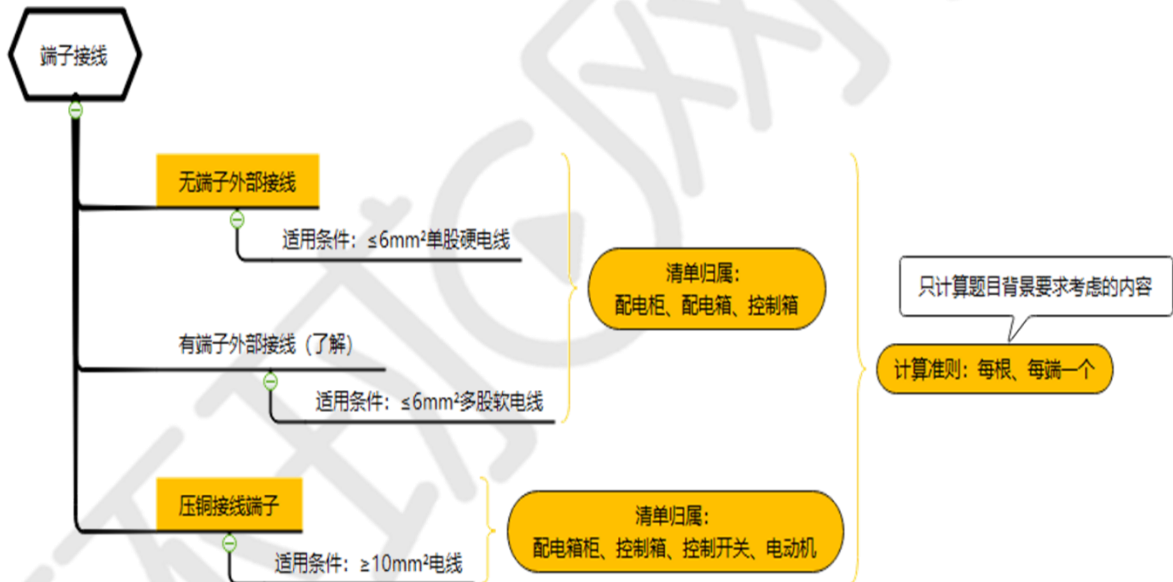 端子接线
无端子外部接线
适用条件：≤6mm²单股硬电线
清单归属：
配电柜、配电箱、控制箱
只计算题目背景要求考虑的内容
有端子外部接线（了解）
计算准则：每根、每端一个
适用条件：≤6mm²多股软电线
压铜接线端子
清单归属：
配电箱柜、控制箱、控制开关、电动机
适用条件：≥10mm²电线